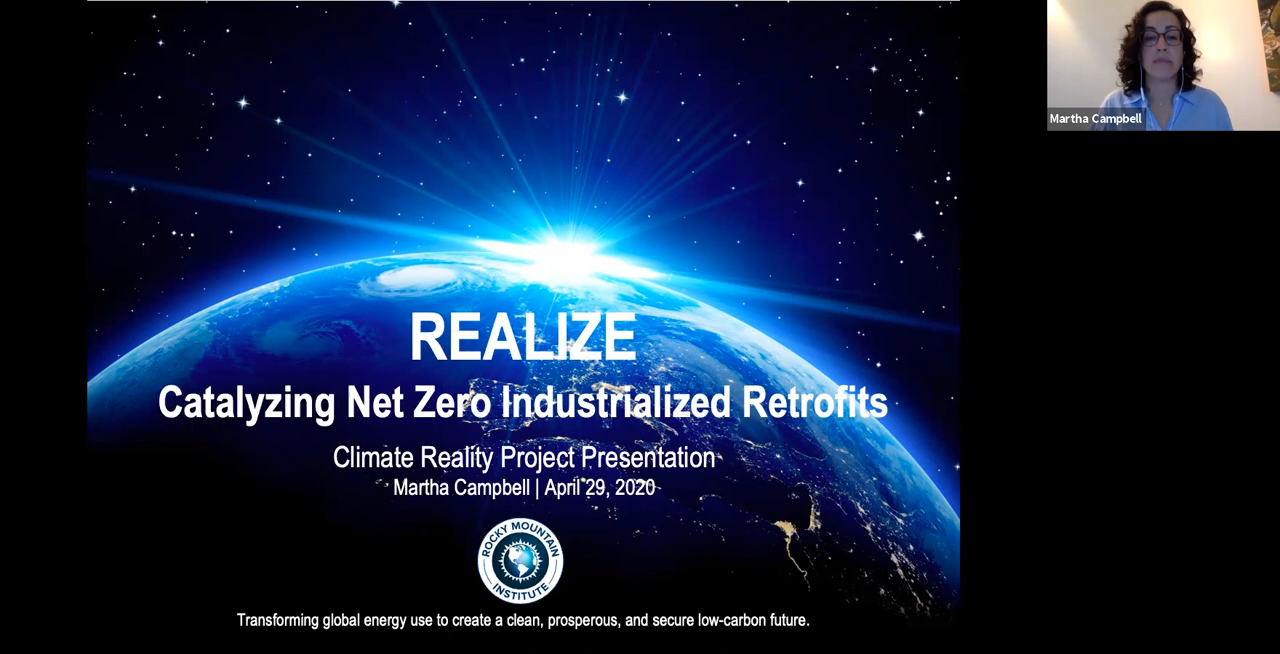 Martha Campbell
REALIZE
Catalyzing Net Zero Industrialized Retrofits
Climate Reality Project Presentation
Martha Campbell | April 29, 2020
ROCKY MOUNTAIN
INSTITUTE
Transforming global energy use to create a clean, prosperous, and secure low-carbon future.